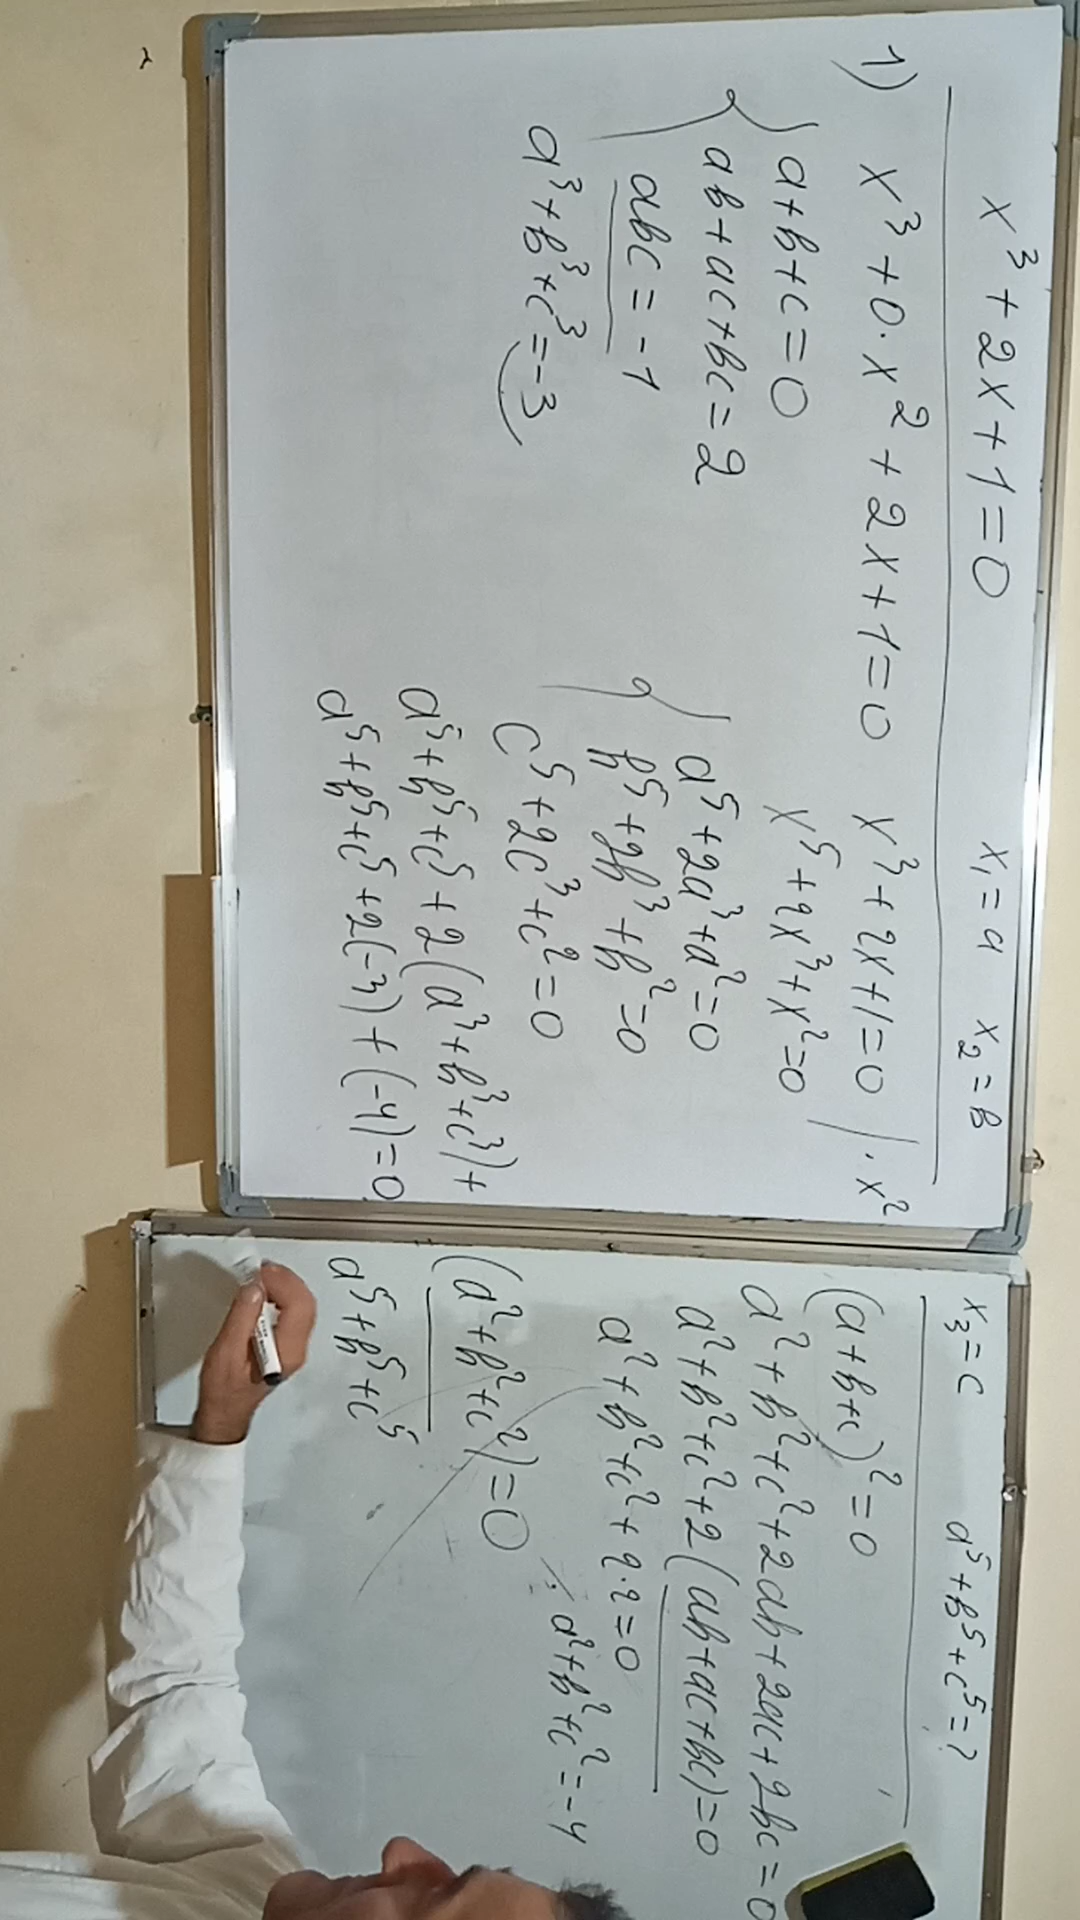 x³ + 2x + 1 = 0   x₁ = a   x₂ = b   x₃ = c   a⁵ + b⁵ + c⁵ = ?
1) x³ + 0·x² + 2x + 1 = 0
a + b + c = 0
ab + ac + bc = 2
abc = -1
a³ + b³ + c³ = -3
x³ + 2x + 1 = 0 | · x²
x⁵ + 2x³ + x² = 0
a⁵ + 2a³ + a² = 0
b⁵ + 2b³ + b² = 0
c⁵ + 2c³ + c² = 0
a⁵ + b⁵ + c⁵ + 2(a³ + b³ + c³) + (a² + b² + c²) = 0
a⁵ + b⁵ + c⁵ + 2(-3) + (-4) = 0
a⁵ + b⁵ + c⁵
(a + b + c)² = 0
a² + b² + c² + 2ab + 2ac + 2bc = 0
a² + b² + c² + 2(ab + ac + bc) = 0
a² + b² + c² + 2·2 = 0
a² + b² + c² = -4